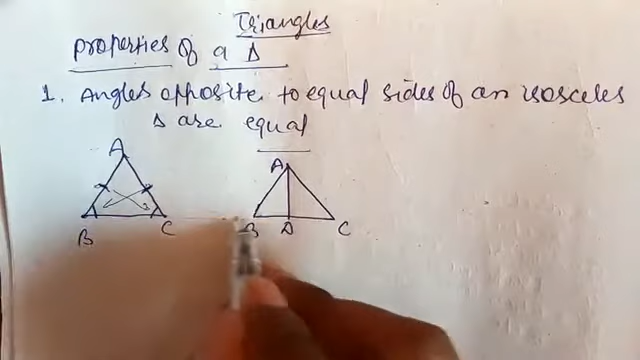 Triangles
Properties of a Δ
1. Angles opposite to equal sides of an isosceles
Δ are equal
A
A
B
C
B
D
C